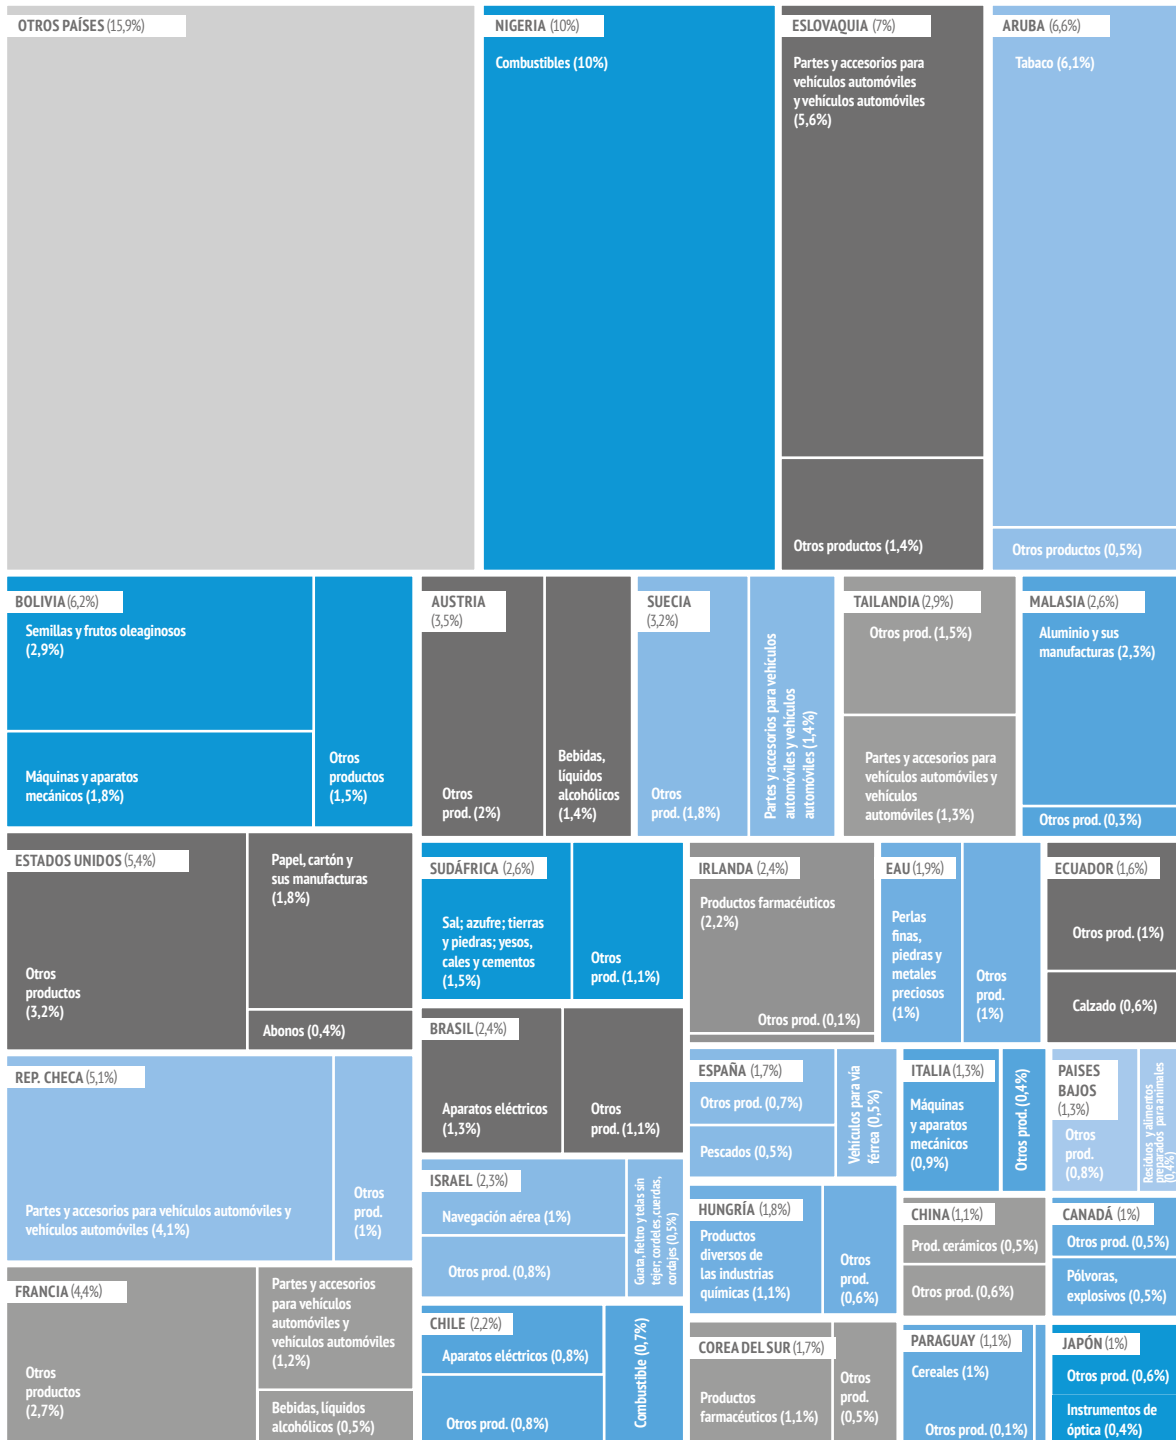 OTROS PAÍSES (15,9%)
NIGERIA (10%)
Combustibles (10%)
ESLOVAQUIA (7%)
Partes y accesorios para
vehículos automóviles
y vehículos automóviles
(5,6%)
Otros productos (1,4%)
ARUBA (6,6%)
Tabaco (6,1%)
Otros productos (0,5%)
BOLIVIA (6,2%)
Semillas y frutos oleaginosos
(2,9%)
Máquinas y aparatos
mecánicos (1,8%)
Otros
productos
(1,5%)
AUSTRIA
(3,5%)
Otros
prod. (2%)
Bebidas,
líquidos
alcohólicos
(1,4%)
SUECIA
(3,2%)
Otros
prod. (1,8%)
Partes y accesorios para vehículos
automóviles y vehículos
automóviles (1,4%)
TAILANDIA (2,9%)
Otros prod. (1,5%)
Partes y accesorios para
vehículos automóviles y
vehículos
automóviles (1,3%)
MALASIA (2,6%)
Aluminio y sus
manufacturas (2,3%)
Otros prod. (0,3%)
ESTADOS UNIDOS (5,4%)
Otros
productos
(3,2%)
Papel, cartón y
sus manufacturas
(1,8%)
Abonos (0,4%)
SUDÁFRICA (2,6%)
Sal; azufre; tierras
y piedras; yesos,
cales y cementos
(1,5%)
Otros
prod. (1,1%)
IRLANDA (2,4%)
Productos farmacéuticos
(2,2%)
Otros prod. (0,1%)
EAU (1,9%)
Perlas
finas,
piedras y
metales
preciosos
(1%)
Otros
prod.
(1%)
ECUADOR (1,6%)
Otros prod. (1%)
Calzado (0,6%)
BRASIL (2,4%)
Aparatos eléctricos
(1,3%)
Otros
prod. (1,1%)
REP. CHECA (5,1%)
Partes y accesorios para vehículos automóviles y
vehículos automóviles (4,1%)
Otros
prod.
(1%)
ESPAÑA (1,7%)
Otros prod. (0,7%)
Pescados (0,5%)
Vehículos para vía
férrea (0,5%)
ITALIA (1,3%)
Máquinas
y aparatos
mecánicos
(0,9%)
Otros prod. (0,4%)
PAISES
BAJOS
(1,3%)
Otros
prod.
(0,8%)
Residuos y alimentos
preparados para animales
(0,4%)
ISRAEL (2,3%)
Navegación aérea (1%)
Otros prod. (0,8%)
Guata, fieltro y telas sin
tejer; cordeles, cuerdas,
cordajes (0,5%)
HUNGRÍA (1,8%)
Productos
diversos de
las industrias
químicas (1,1%)
Otros
prod.
(0,6%)
CHINA (1,1%)
Prod. cerámicos (0,5%)
Otros prod. (0,6%)
CANADÁ (1%)
Otros prod. (0,5%)
Pólvoras,
explosivos (0,5%)
FRANCIA (4,4%)
Otros
productos
(2,7%)
Partes y accesorios
para vehículos
automóviles y
vehículos automóviles
(1,2%)
Bebidas, líquidos
alcohólicos (0,5%)
CHILE (2,2%)
Aparatos eléctricos (0,8%)
Otros prod. (0,8%)
Combustible (0,7%)
COREA DEL SUR (1,7%)
Productos
farmacéuticos (1,1%)
Otros
prod.
(0,5%)
PARAGUAY (1,1%)
Cereales (1%)
Otros prod. (0,1%)
JAPÓN (1%)
Otros prod. (0,6%)
Instrumentos de
óptica (0,4%)